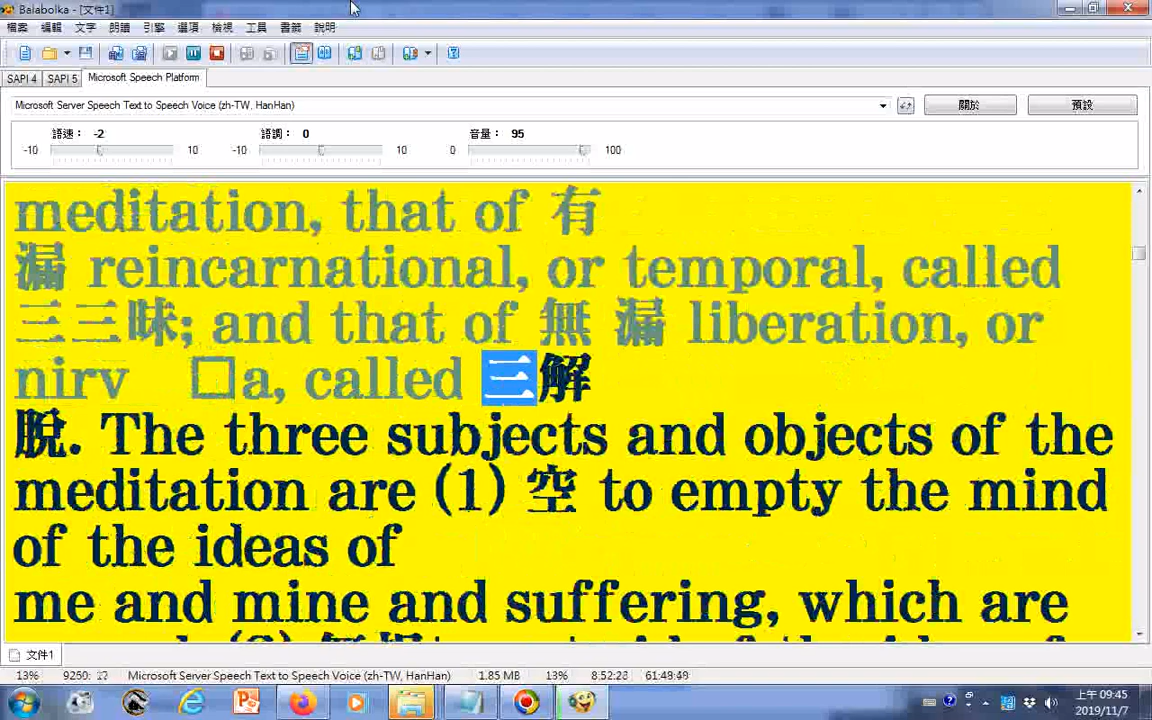 Balabolka - [文件1]
檔案 編輯 文字 朗讀 引擎 選項 檢視 工具 書籤 說明
SAPI 4 SAPI 5 Microsoft Speech Platform
Microsoft Server Speech Text to Speech Voice (zh-TW, HanHan) 關於 預設
語速： -2 語調： 0 音量： 95
-10 10 -10 10 0 100
meditation, that of 有
漏 reincarnational, or temporal, called
三三昧; and that of 無 漏 liberation, or
nirv □a, called 三解
脫. The three subjects and objects of the
meditation are (1) 空 to empty the mind
of the ideas of
me and mine and suffering, which are
文件1
13% 9250: 17 Microsoft Server Speech Text to Speech Voice (zh-TW, HanHan) 1.85 MB 13% 8:52:23 61:48:49
上午 09:45
2019/11/7